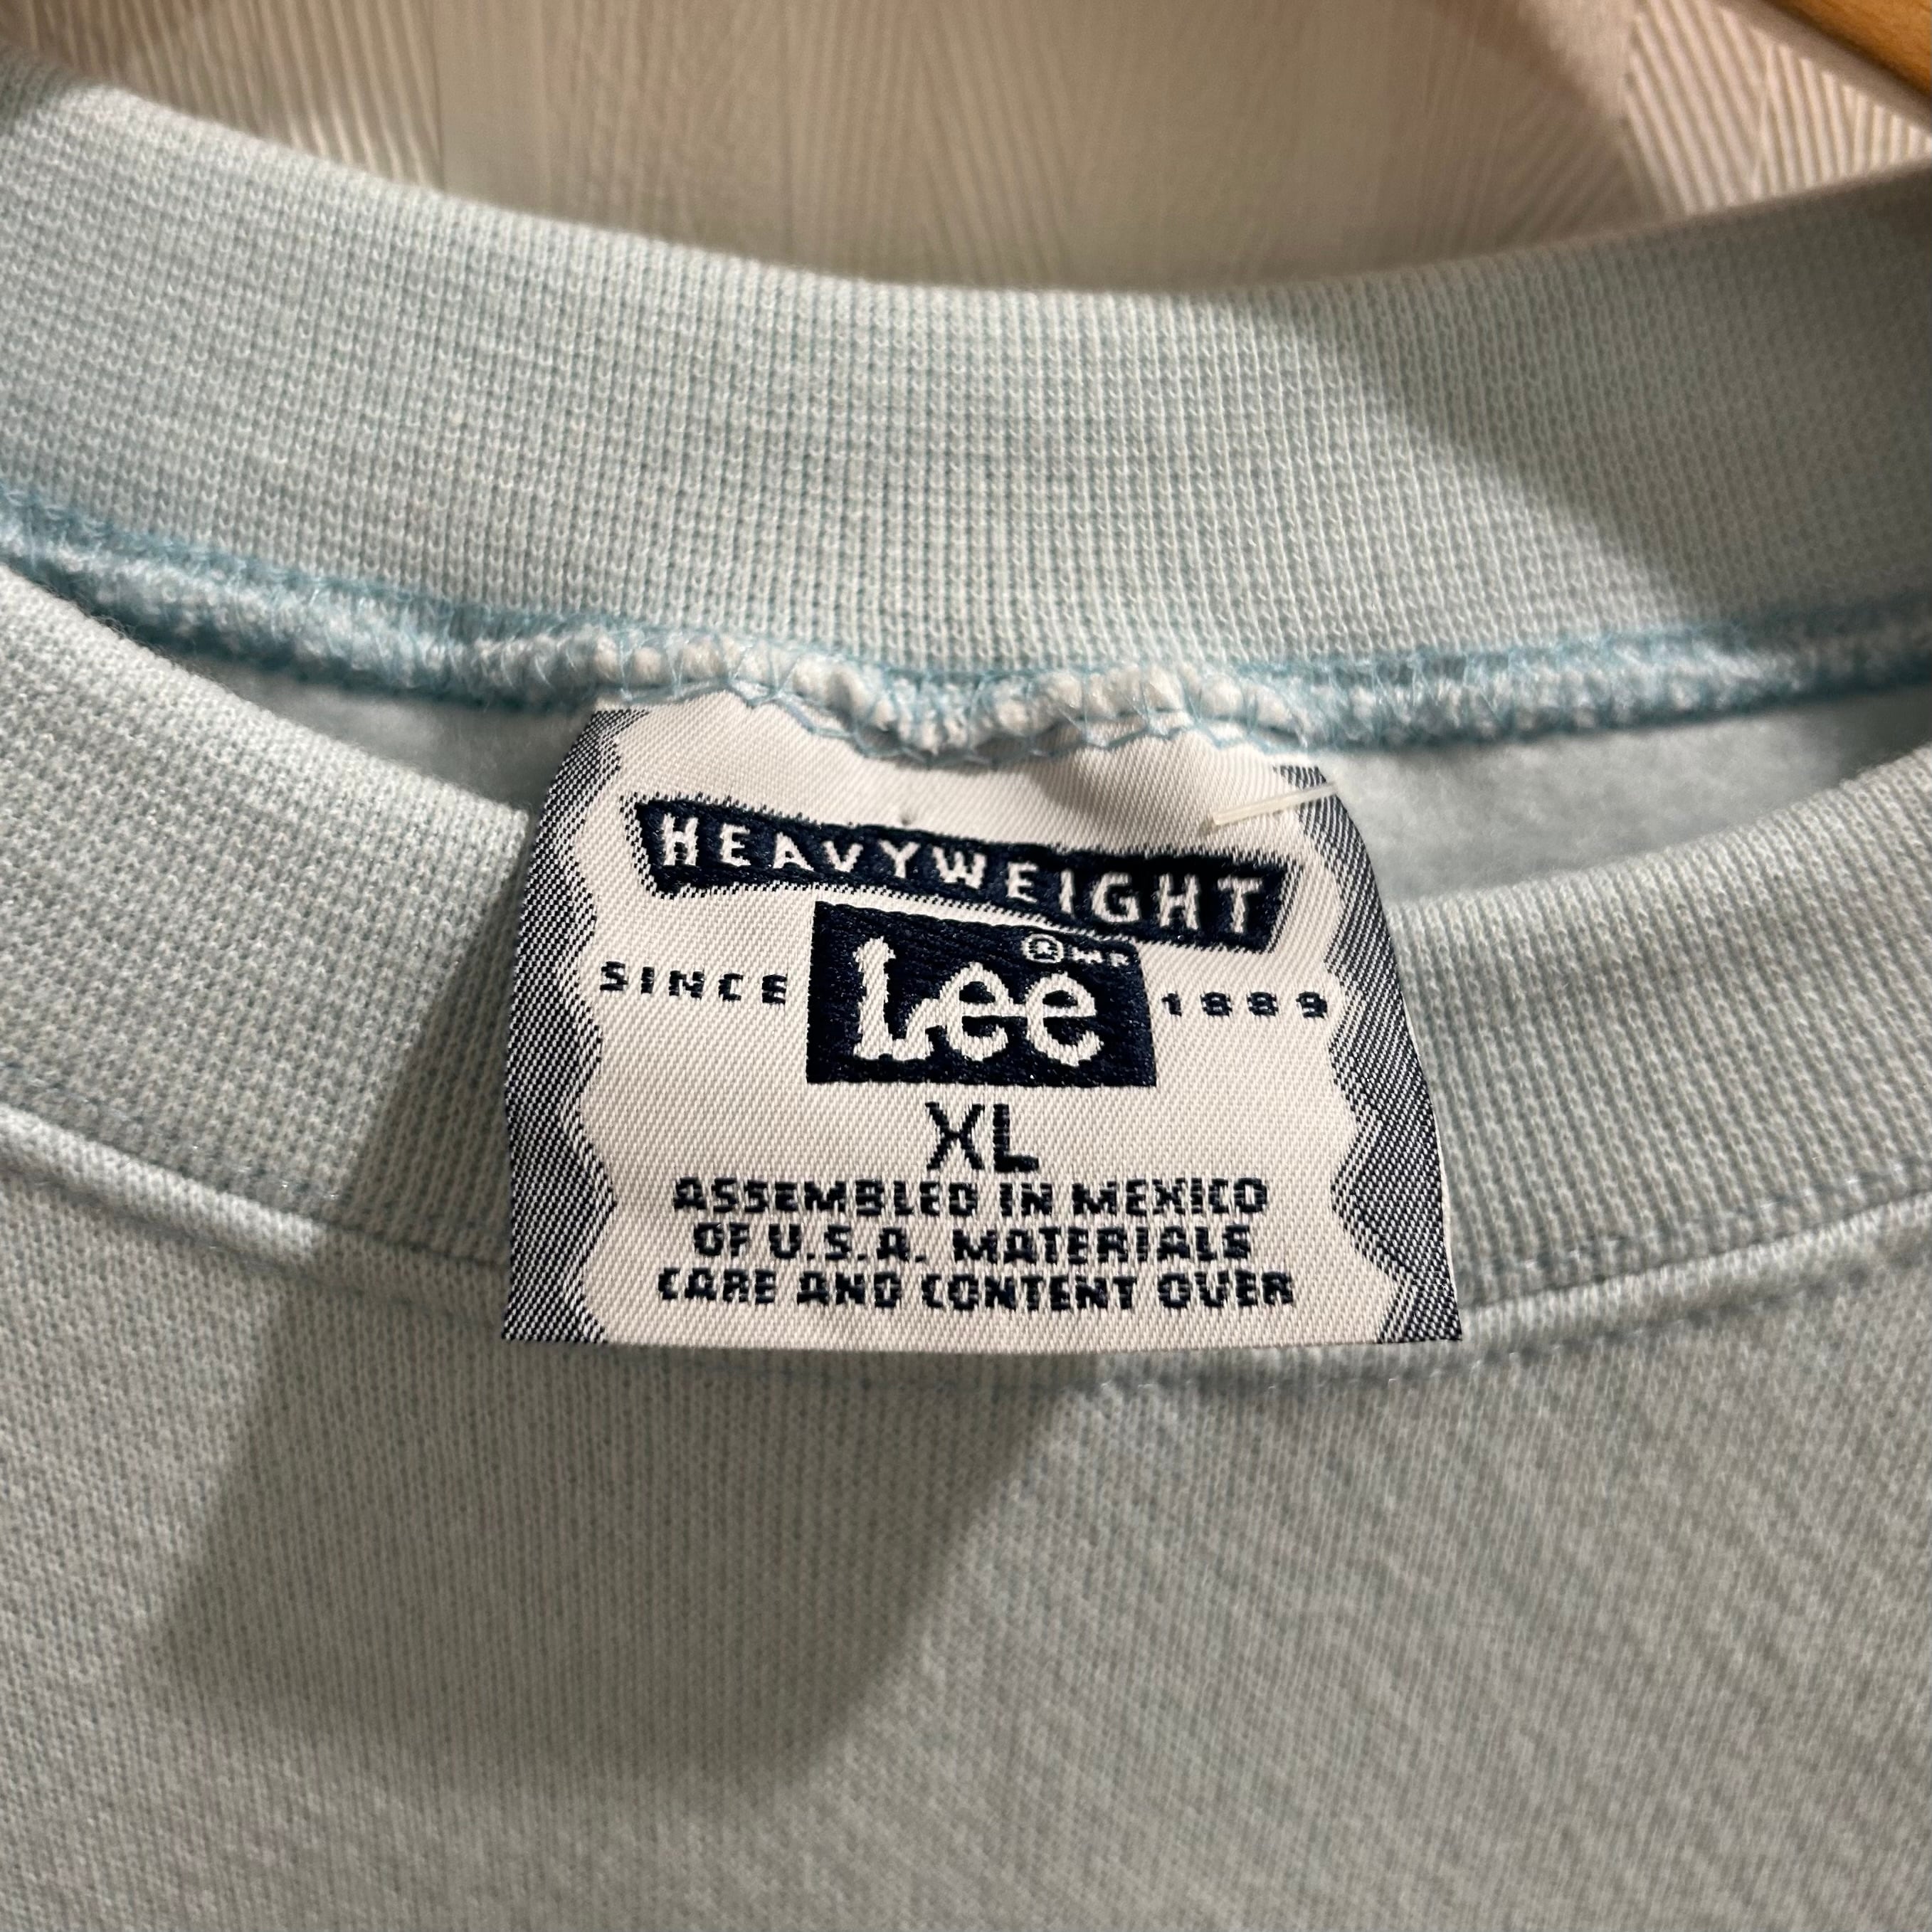 HEAVYWEIGHT
SINCE Lee® 1889
XL
ASSEMBLED IN MEXICO
OF U.S.A. MATERIALS
CARE AND CONTENT OVER